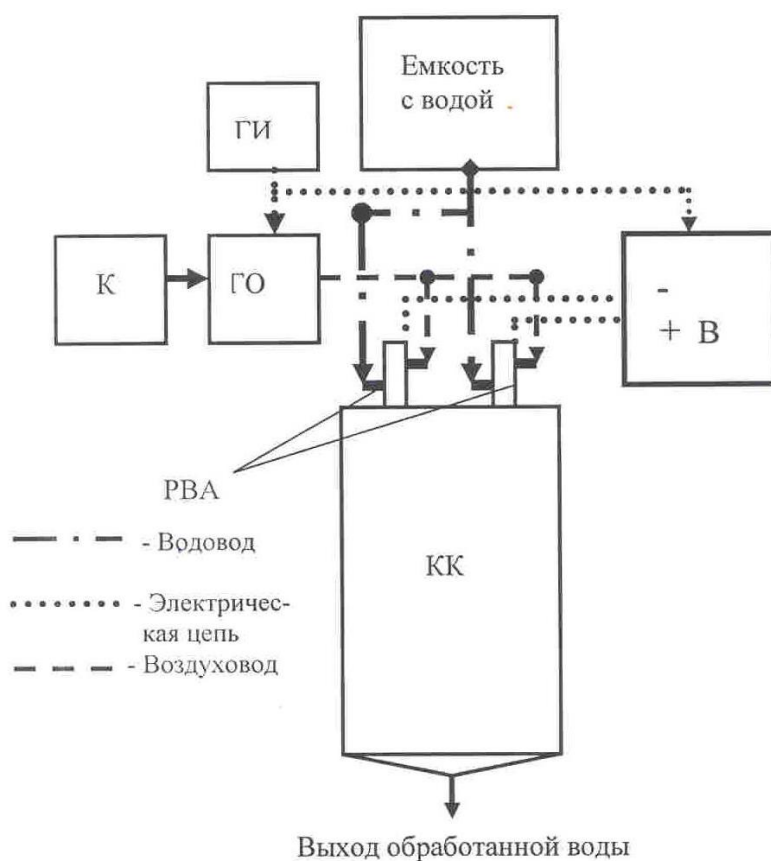 Емкость
с водой
ГИ
К
ГО
-
+ В
РВА
- Водовод
КК
- Электричес-
кая цепь
- Воздуховод
Выход обработанной воды